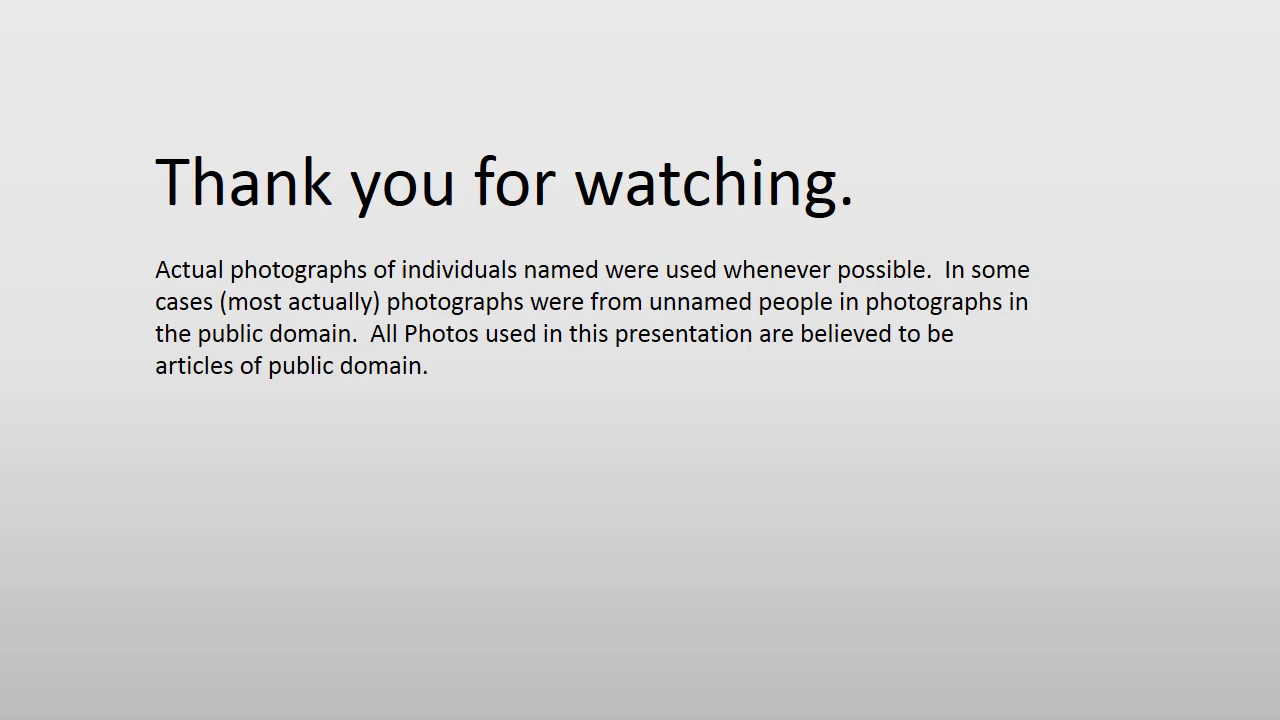 Thank you for watching.
Actual photographs of individuals named were used whenever possible.  In some
cases (most actually) photographs were from unnamed people in photographs in
the public domain.  All Photos used in this presentation are believed to be
articles of public domain.